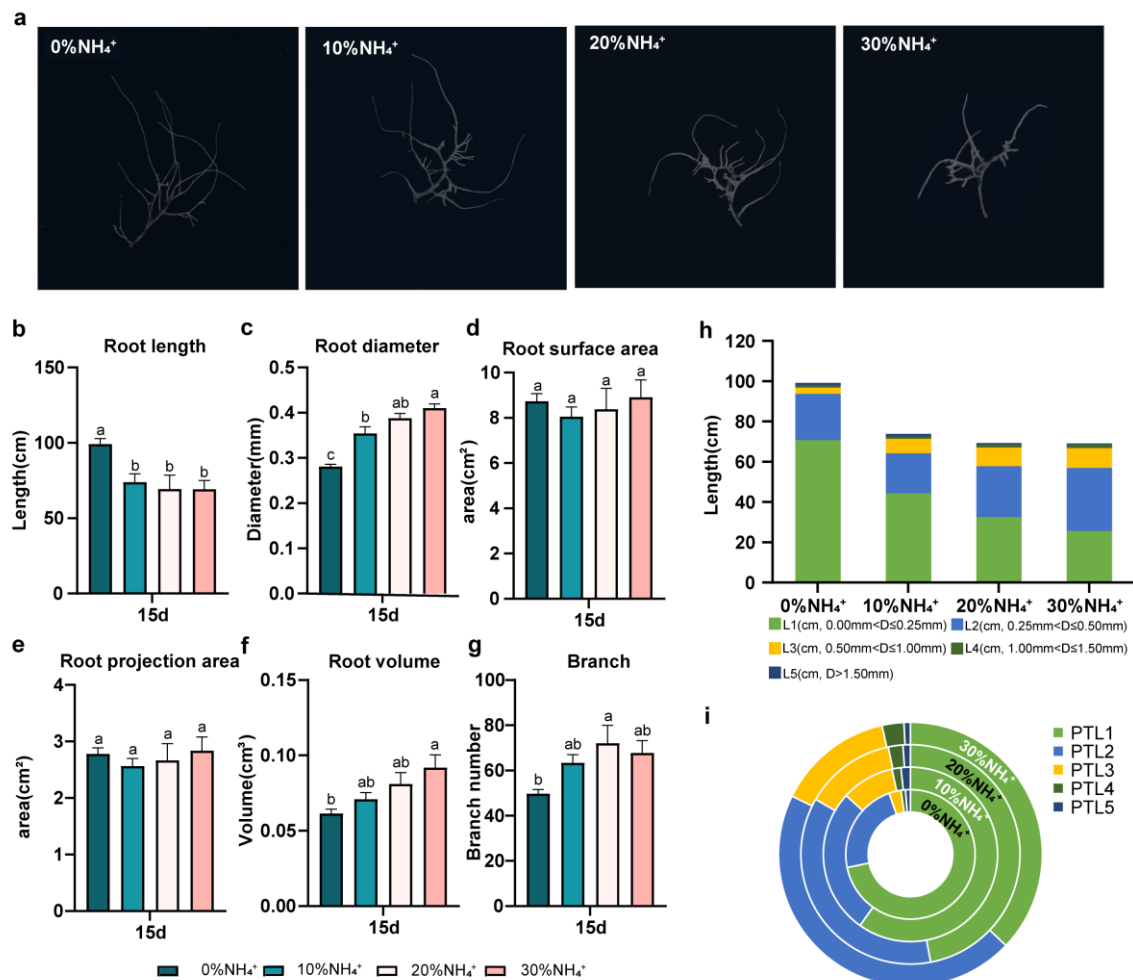 a
0%NH₄⁺
10%NH₄⁺
20%NH₄⁺
30%NH₄⁺
b
Root length
Length(cm)
150
100
50
0
a
b
b
b
15d
c
Root diameter
Diameter(mm)
0.5
0.4
0.3
0.2
0.1
0.0
c
b
ab
a
15d
d
Root surface area
area(cm²)
10
8
6
4
2
0
a
a
a
a
15d
e
Root projection area
area(cm²)
4
3
2
1
0
a
a
a
a
15d
f
Root volume
Volume(cm³)
0.15
0.10
0.05
0.00
b
ab
ab
a
15d
g
Branch
Branch number
100
80
60
40
20
0
b
ab
a
ab
15d
0%NH₄⁺ 10%NH₄⁺ 20%NH₄⁺ 30%NH₄⁺
h
Length(cm)
120
100
80
60
40
20
0
0%NH₄⁺ 10%NH₄⁺ 20%NH₄⁺ 30%NH₄⁺
L1(cm, 0.00mm<D≤0.25mm) L2(cm, 0.25mm<D≤0.50mm)
L3(cm, 0.50mm<D≤1.00mm) L4(cm, 1.00mm<D≤1.50mm)
L5(cm, D>1.50mm)
i
30%NH₄⁺
20%NH₄⁺
10%NH₄⁺
0%NH₄⁺
PTL1
PTL2
PTL3
PTL4
PTL5